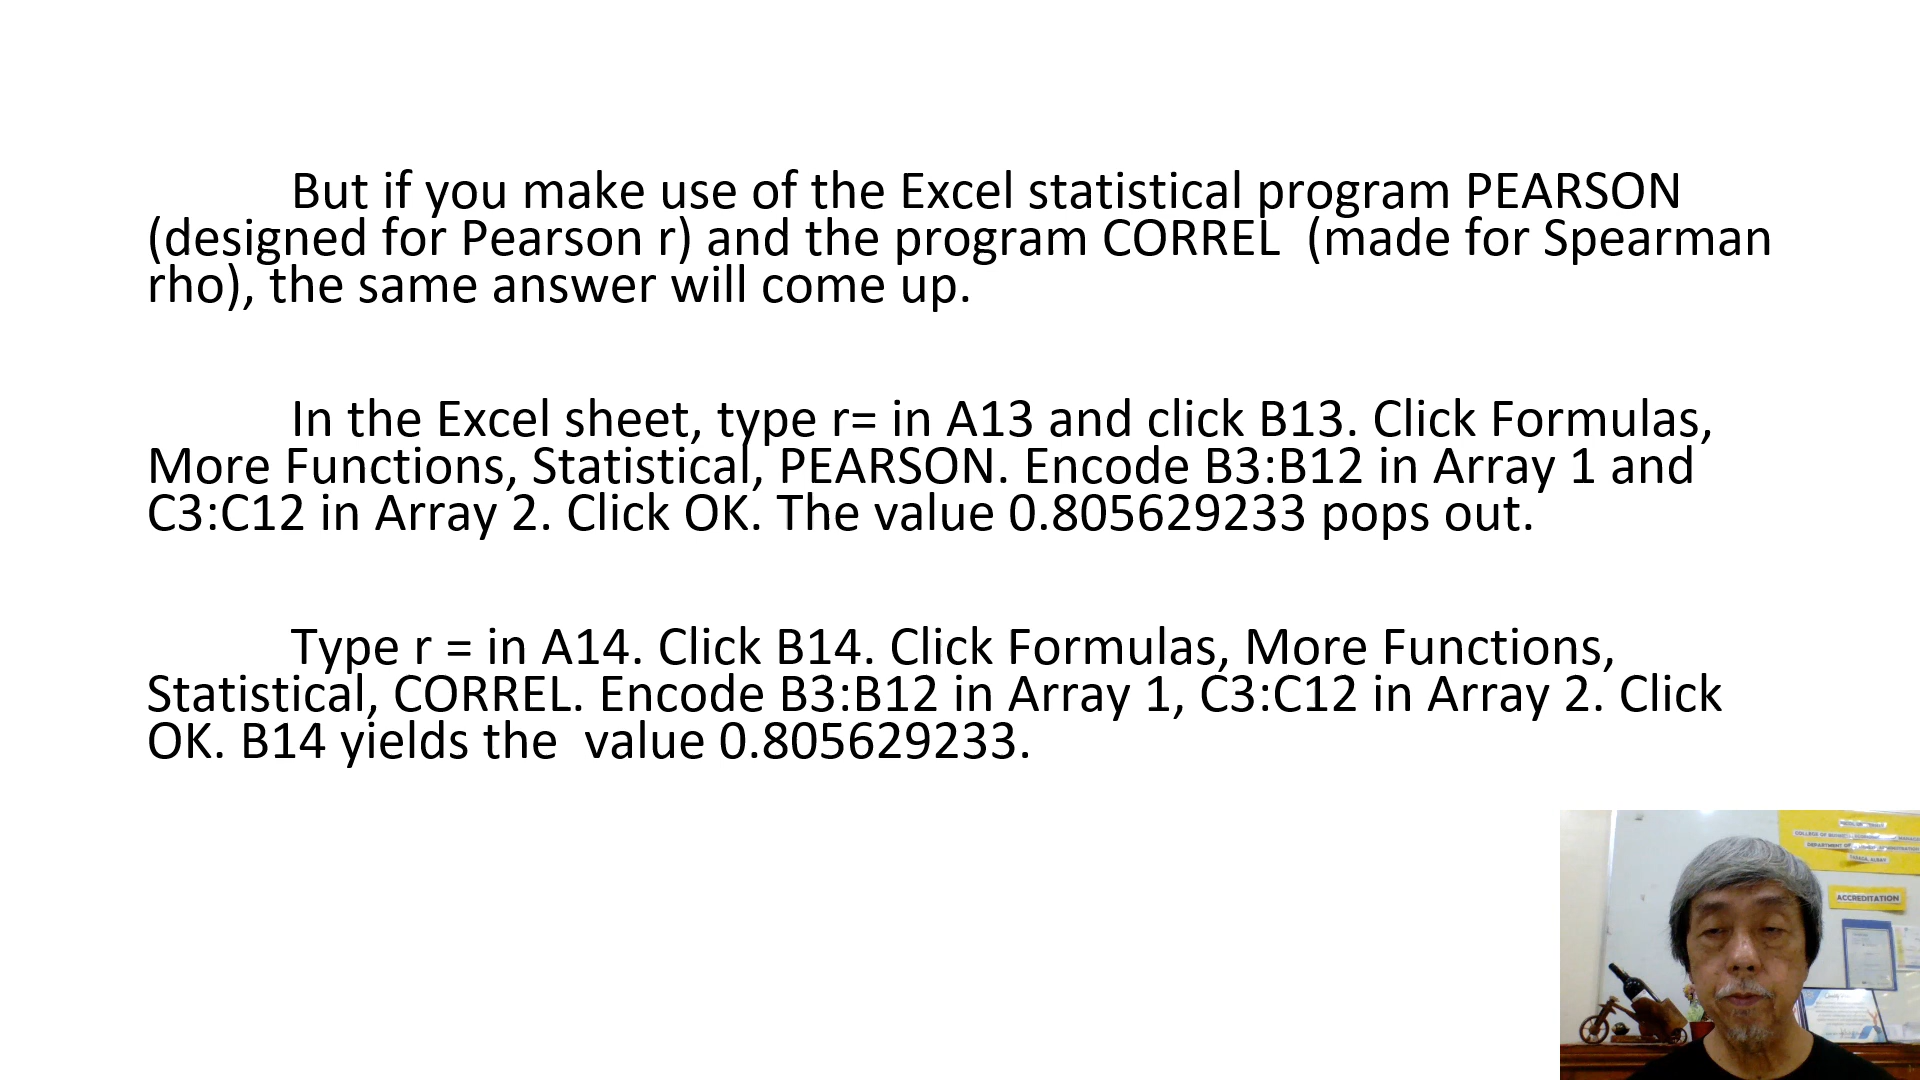 But if you make use of the Excel statistical program PEARSON
(designed for Pearson r) and the program CORREL (made for Spearman
rho), the same answer will come up.
In the Excel sheet, type r= in A13 and click B13. Click Formulas,
More Functions, Statistical, PEARSON. Encode B3:B12 in Array 1 and
C3:C12 in Array 2. Click OK. The value 0.805629233 pops out.
Type r = in A14. Click B14. Click Formulas, More Functions,
Statistical, CORREL. Encode B3:B12 in Array 1, C3:C12 in Array 2. Click
OK. B14 yields the value 0.805629233.
ACCREDITATION